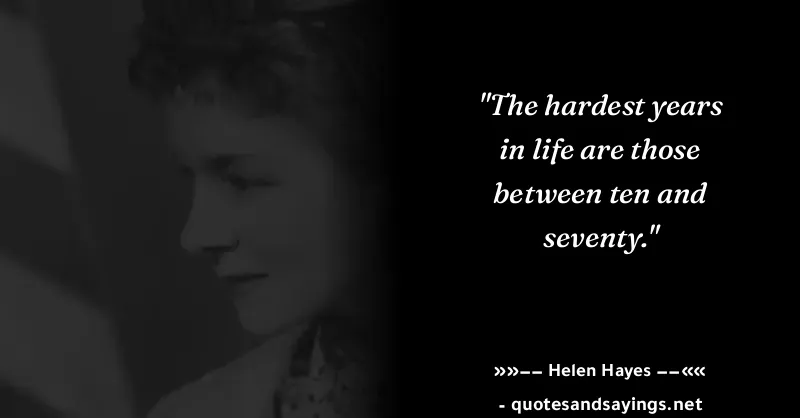 "The hardest years
in life are those
between ten and
seventy."
»»–– Helen Hayes ––««
- quotesandsayings.net